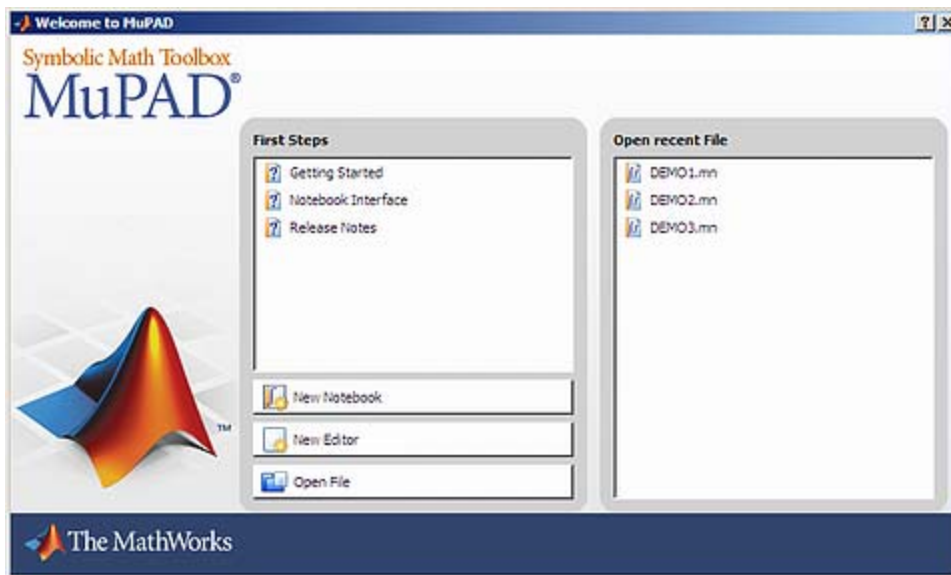 Welcome to MuPAD
Symbolic Math Toolbox
MuPAD®
First Steps
Getting Started
Notebook Interface
Release Notes
New Notebook
New Editor
Open File
Open recent File
DEMO1.mn
DEMO2.mn
DEMO3.mn
TM
The MathWorks